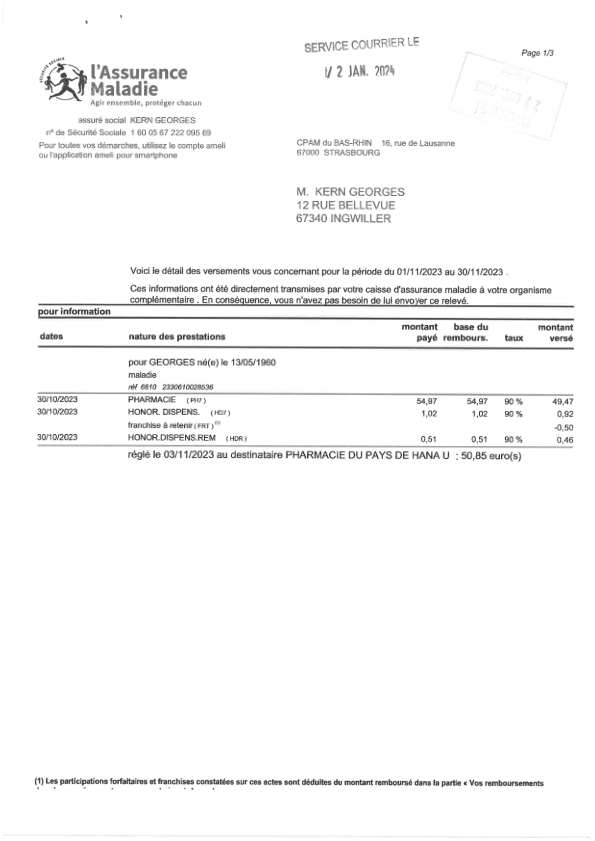 SERVICE COURRIER LE
1/2 JAN. 2024
Page 1/3
SÉCURITÉ SOCIALE
l'Assurance
Maladie
Agir ensemble, protéger chacun
assuré social KERN GEORGES
n° de Sécurité Sociale 1 60 05 67 222 095 69
Pour toutes vos démarches, utilisez le compte ameli
ou l'application ameli pour smartphone
CPAM du BAS-RHIN 16, rue de Lausanne
67000 STRASBOURG
M. KERN GEORGES
12 RUE BELLEVUE
67340 INGWILLER
Voici le détail des versements vous concernant pour la période du 01/11/2023 au 30/11/2023 .
Ces informations ont été directement transmises par votre caisse d'assurance maladie à votre organisme
complémentaire . En conséquence, vous n'avez pas besoin de lui envoyer ce relevé.
pour information
dates nature des prestations montant payé base du rembours. taux montant versé
pour GEORGES né(e) le 13/05/1960
maladie
réf 6610 2330610028536
30/10/2023 PHARMACIE (PH7) 54,97 54,97 90 % 49,47
30/10/2023 HONOR. DISPENS. (HD7) 1,02 1,02 90 % 0,92
franchise à retenir (FRT) (1) -0,50
30/10/2023 HONOR.DISPENS.REM (HDR) 0,51 0,51 90 % 0,46
réglé le 03/11/2023 au destinataire PHARMACIE DU PAYS DE HANA U : 50,85 euro(s)
(1) Les participations forfaitaires et franchises constatées sur ces actes sont déduites du montant remboursé dans la partie « Vos remboursements